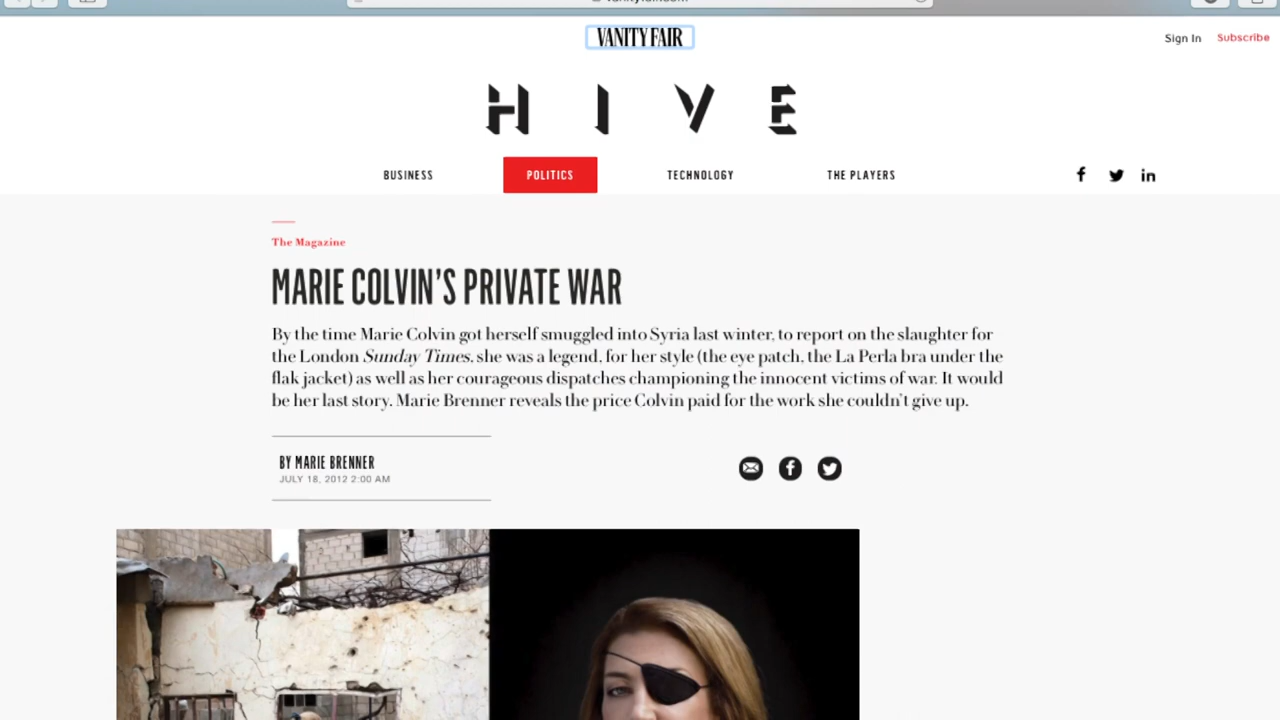 VANITY FAIR
Sign In Subscribe
HIVE
BUSINESS POLITICS TECHNOLOGY THE PLAYERS
The Magazine
MARIE COLVIN'S PRIVATE WAR
By the time Marie Colvin got herself smuggled into Syria last winter, to report on the slaughter for
the London Sunday Times, she was a legend, for her style (the eye patch, the La Perla bra under the
flak jacket) as well as her courageous dispatches championing the innocent victims of war. It would
be her last story. Marie Brenner reveals the price Colvin paid for the work she couldn't give up.
BY MARIE BRENNER
JULY 18, 2012 2:00 AM